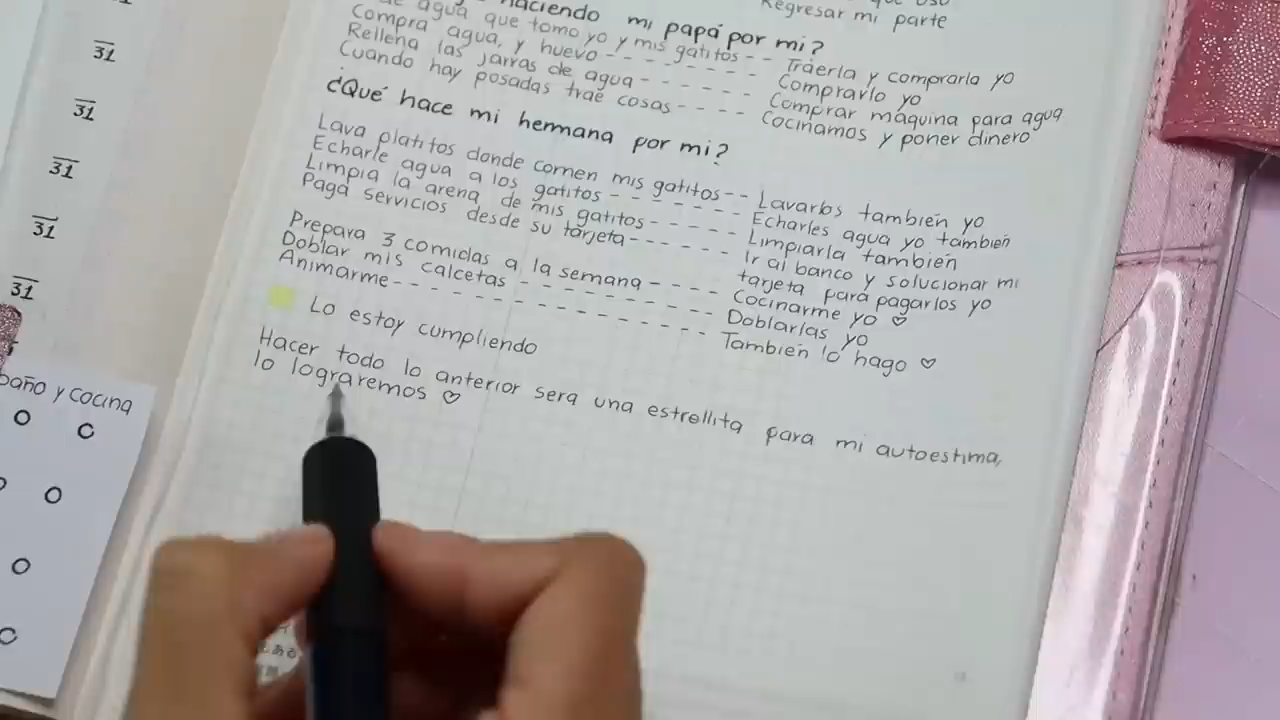 Regresar mi parte
haciendo mi papá por mi?
de agua que tomo yo y mis gatitos -- Traerla y comprarla yo
Compra agua, y huevo - - - - - - - - Comprarlo yo
Rellena las jarras de agua - - - - - - Comprar máquina para agua
Cuando hay posadas trae cosas - - - - Cocinamos y poner dinero
¿Qué hace mi hermana por mi?
Lava platitos donde comen mis gatitos -- Lavarlos también yo
Echarle agua a los gatitos - - - - - - - Echarles agua yo también
Limpia la arena de mis gatitos - - - - - Limpiarla también
Paga servicios desde su tarjeta - - - - - - Ir al banco y solucionar mi
tarjeta para pagarlos yo
Prepara 3 comidas a la semana - - - - Cocinarme yo ♡
Doblar mis calcetas - - - - - - - - - - Doblarlas yo
Animarme - - - - - - - - - - - - - - - También lo hago ♡
Lo estoy cumpliendo
Hacer todo lo anterior sera una estrellita para mi autoestima,
lo lograremos ♡
31
31
31
31
31
baño y cocina